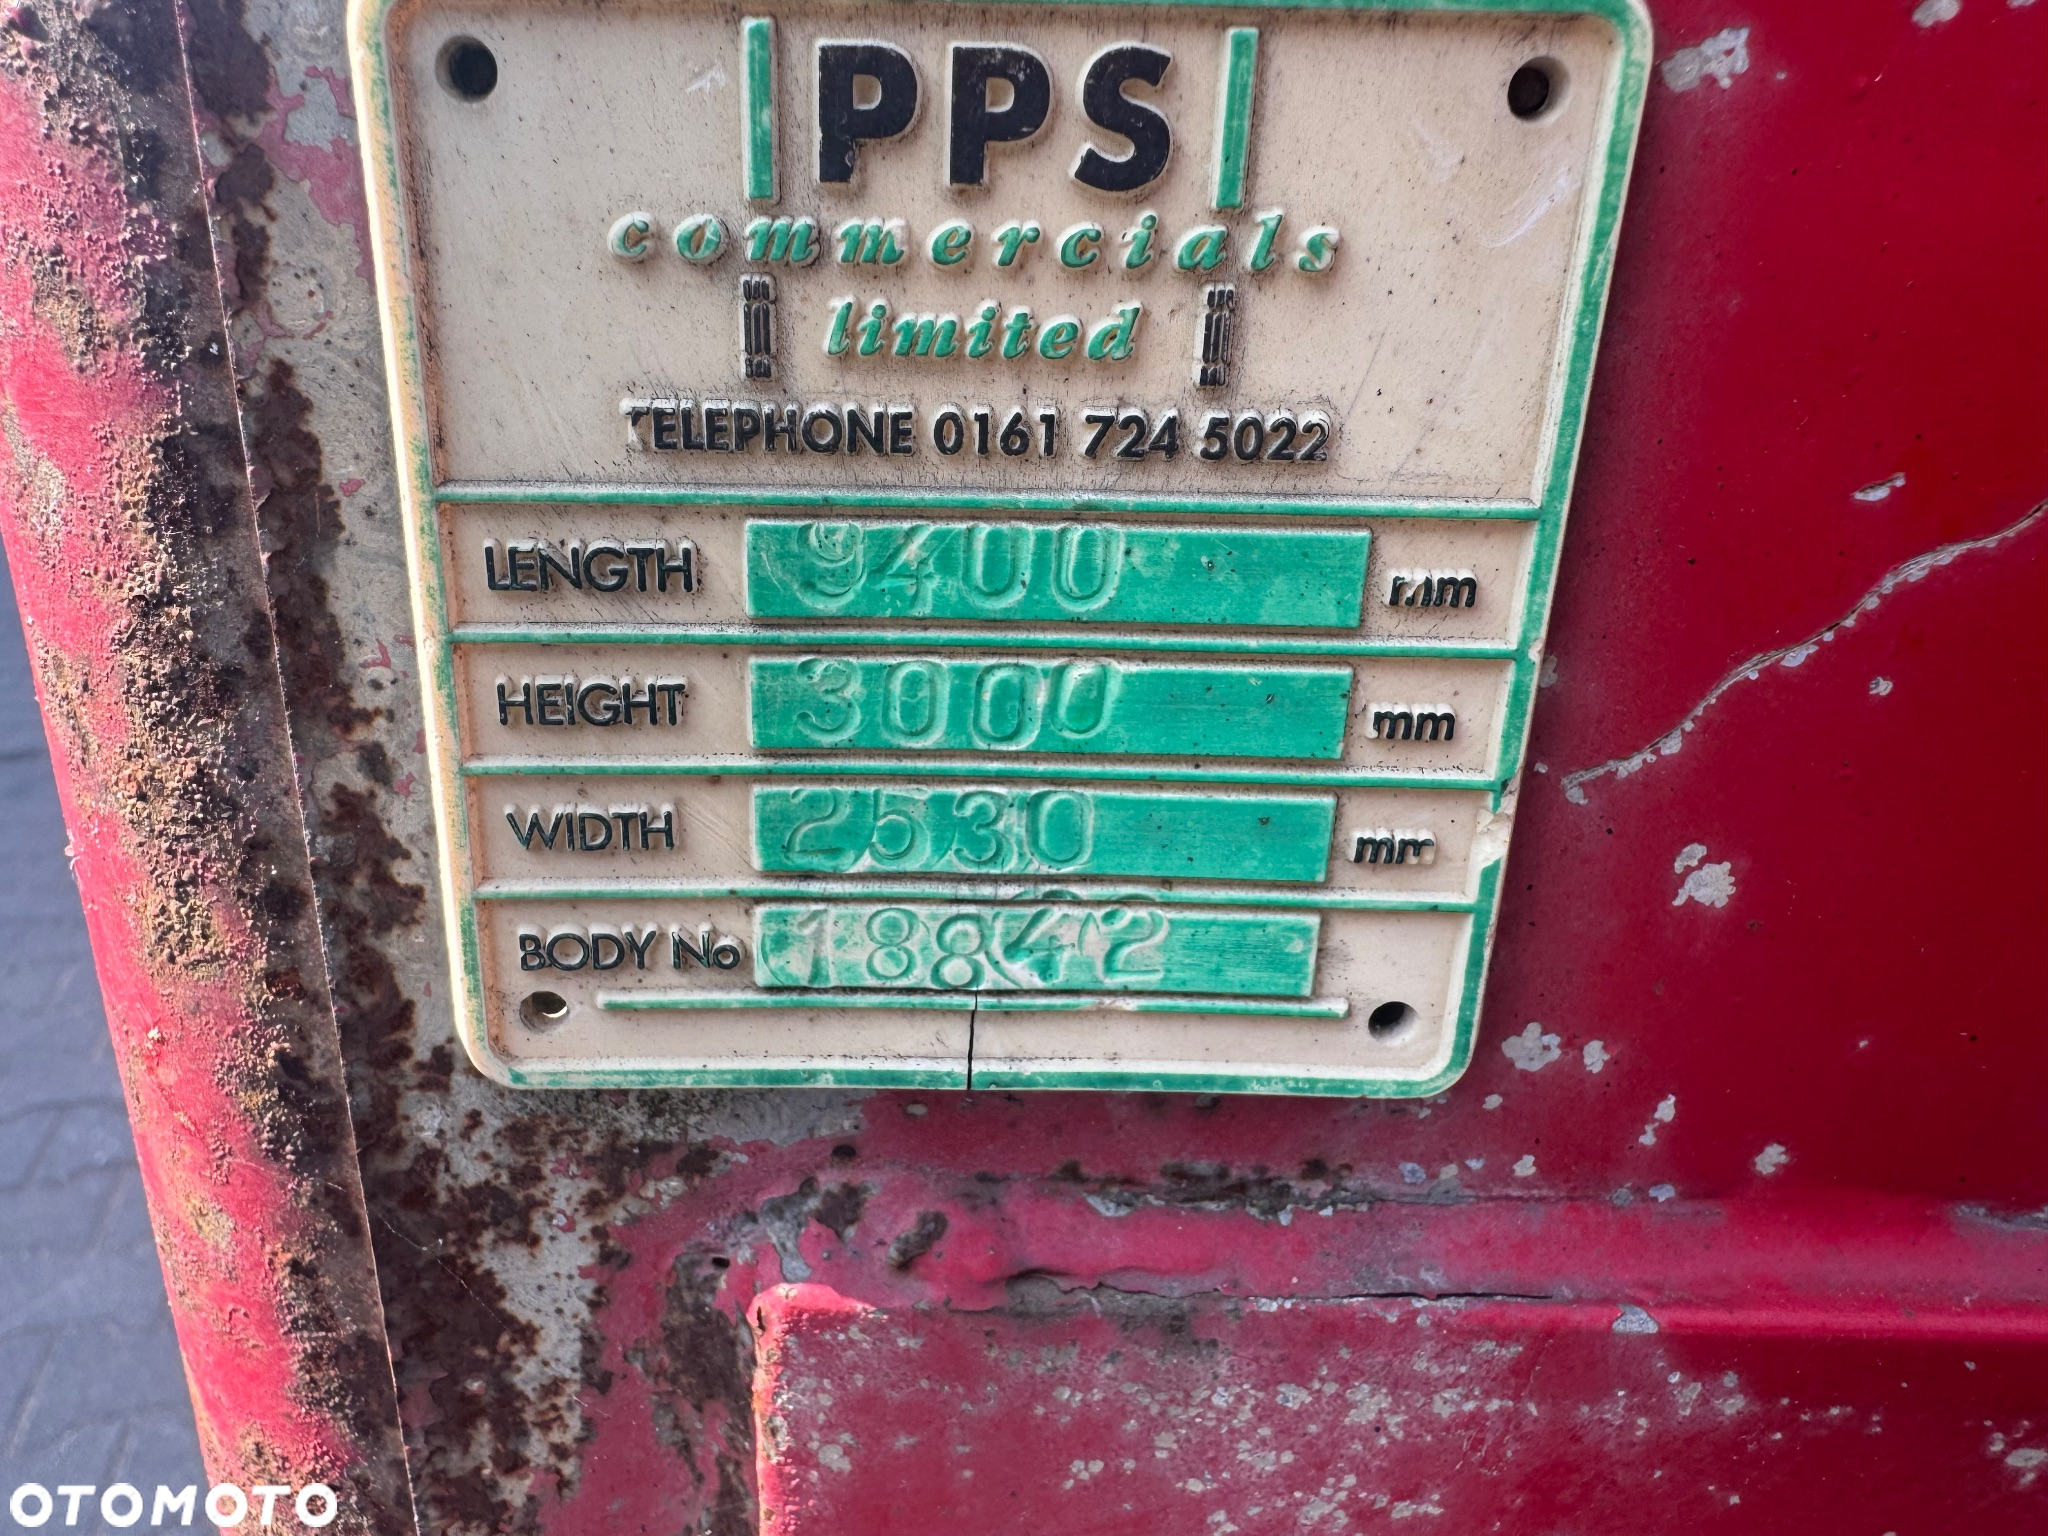 PPS
commercials
limited
TELEPHONE 0161 724 5022
LENGTH 9400 mm
HEIGHT 3000 mm
WIDTH 2530 mm
BODY No 18842
OTOMOTO